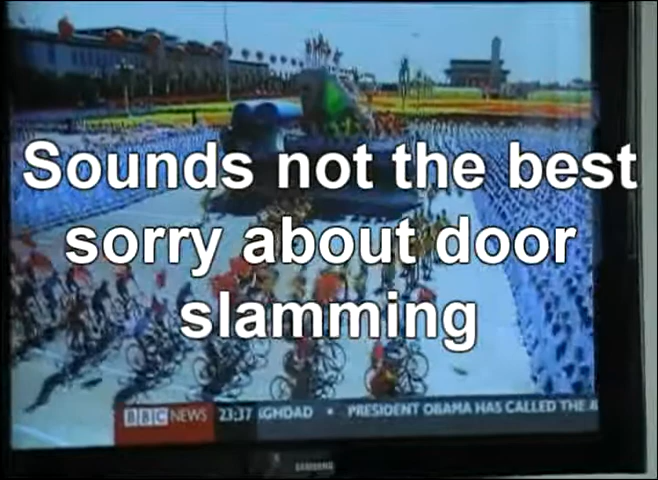 Sounds not the best
sorry about door
slamming
BBC NEWS 23:37 GHDAD • PRESIDENT OBAMA HAS CALLED THE
SAMSUNG